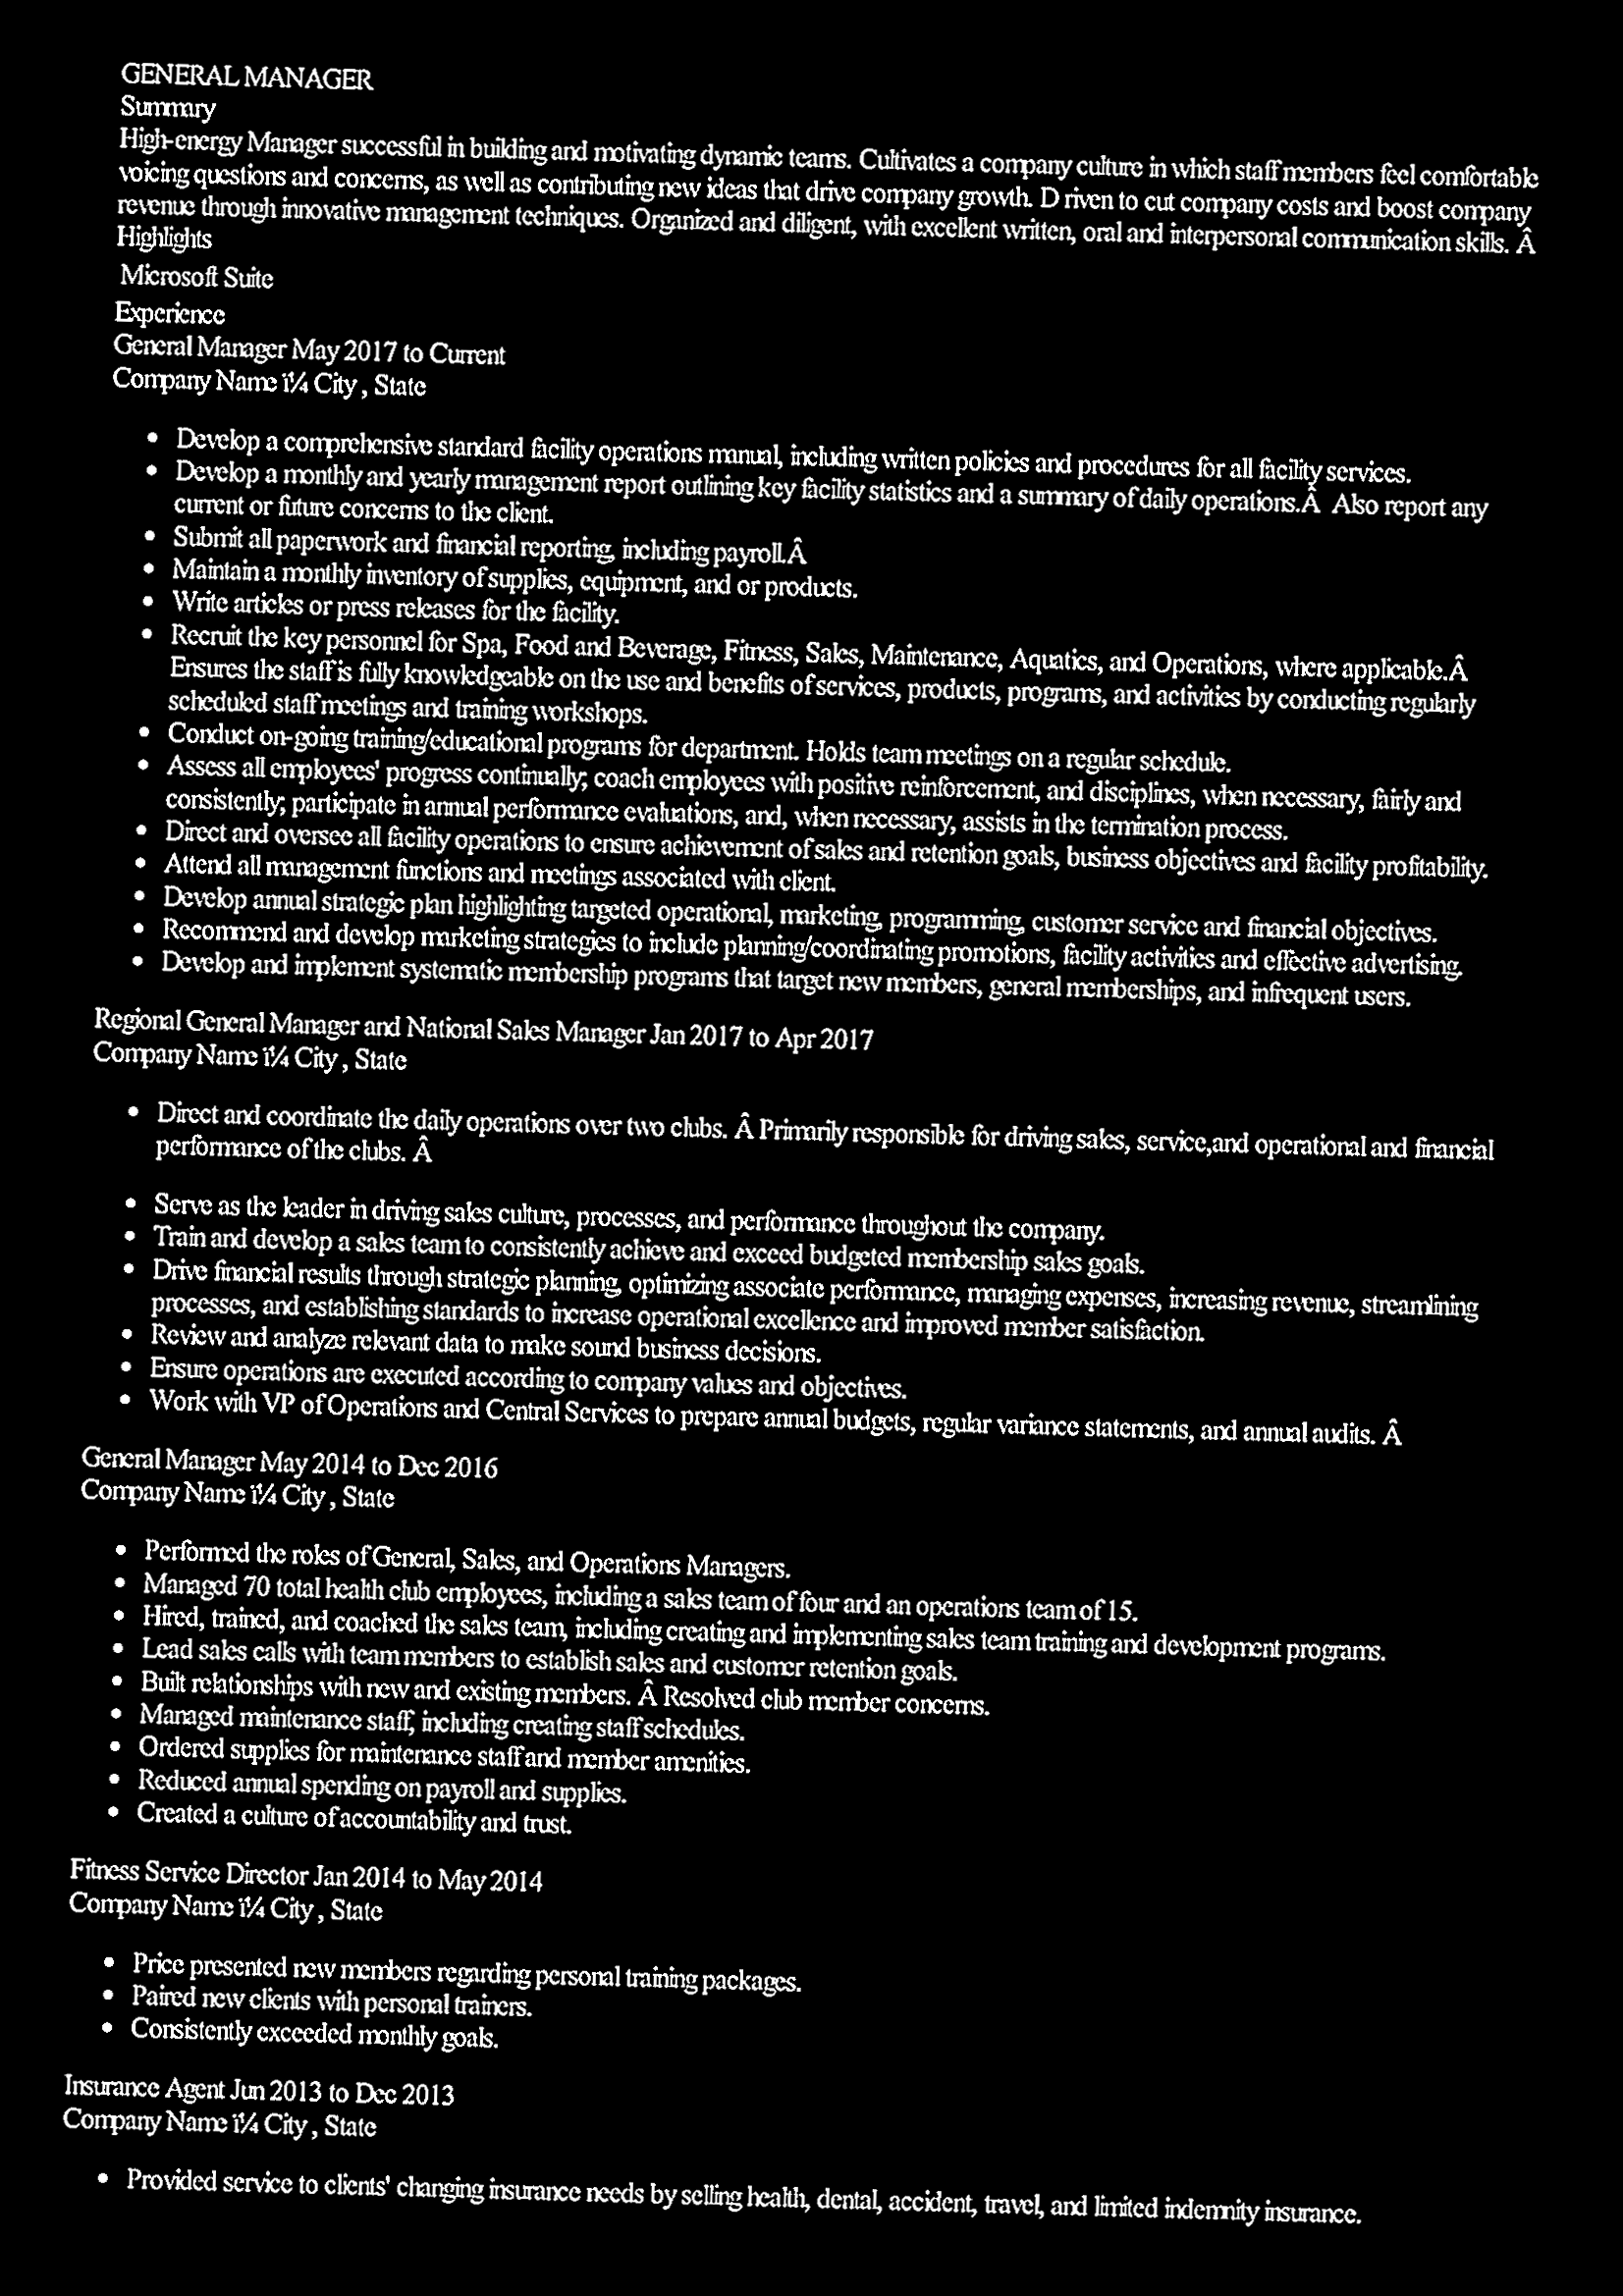 GENERAL MANAGER
Summary
High-energy Manager successful in building and motivating dynamic teams. Cultivates a company culture in which staff members feel comfortable
voicing questions and concerns, as well as contributing new ideas that drive company growth. D riven to cut company costs and boost company
revenue through innovative management techniques. Organized and diligent, with excellent written, oral and interpersonal communication skills. Â
Highlights
Microsoft Suite
Experience
General Manager May 2017 to Current
Company Name ï¼ City , State
• Develop a comprehensive standard facility operations manual, including written policies and procedures for all facility services.
• Develop a monthly and yearly management report outlining key facility statistics and a summary of daily operations.Â Also report any
current or future concerns to the client.
• Submit all paperwork and financial reporting, including payroll.Â
• Maintain a monthly inventory of supplies, equipment, and or products.
• Write articles or press releases for the facility.
• Recruit the key personnel for Spa, Food and Beverage, Fitness, Sales, Maintenance, Aquatics, and Operations, where applicable.Â
Ensures the staff is fully knowledgeable on the use and benefits of services, products, programs, and activities by conducting regularly
scheduled staff meetings and training workshops.
• Conduct on-going training/educational programs for department. Holds team meetings on a regular schedule.
• Assess all employees' progress continually; coach employees with positive reinforcement, and disciplines, when necessary, fairly and
consistently; participate in annual performance evaluations, and, when necessary, assists in the termination process.
• Direct and oversee all facility operations to ensure achievement of sales and retention goals, business objectives and facility profitability.
• Attend all management functions and meetings associated with client.
• Develop annual strategic plan highlighting targeted operational, marketing, programming, customer service and financial objectives.
• Recommend and develop marketing strategies to include planning/coordinating promotions, facility activities and effective advertising.
• Develop and implement systematic membership programs that target new members, general memberships, and infrequent users.
Regional General Manager and National Sales Manager Jan 2017 to Apr 2017
Company Name ï¼ City , State
• Direct and coordinate the daily operations over two clubs. Â Primarily responsible for driving sales, service,and operational and financial
performance of the clubs. Â
• Serve as the leader in driving sales culture, processes, and performance throughout the company.
• Train and develop a sales team to consistently achieve and exceed budgeted membership sales goals.
• Drive financial results through strategic planning, optimizing associate performance, managing expenses, increasing revenue, streamlining
processes, and establishing standards to increase operational excellence and improved member satisfaction.
• Review and analyze relevant data to make sound business decisions.
• Ensure operations are executed according to company values and objectives.
• Work with VP of Operations and Central Services to prepare annual budgets, regular variance statements, and annual audits. Â
General Manager May 2014 to Dec 2016
Company Name ï¼ City , State
• Performed the roles of General, Sales, and Operations Managers.
• Managed 70 total health club employees, including a sales team of four and an operations team of 15.
• Hired, trained, and coached the sales team, including creating and implementing sales team training and development programs.
• Lead sales calls with team members to establish sales and customer retention goals.
• Built relationships with new and existing members. Â Resolved club member concerns.
• Managed maintenance staff, including creating staff schedules.
• Ordered supplies for maintenance staff and member amenities.
• Reduced annual spending on payroll and supplies.
• Created a culture of accountability and trust.
Fitness Service Director Jan 2014 to May 2014
Company Name ï¼ City , State
• Price presented new members regarding personal training packages.
• Paired new clients with personal trainers.
• Consistently exceeded monthly goals.
Insurance Agent Jun 2013 to Dec 2013
Company Name ï¼ City , State
• Provided service to clients' changing insurance needs by selling health, dental, accident, travel, and limited indemnity insurance.